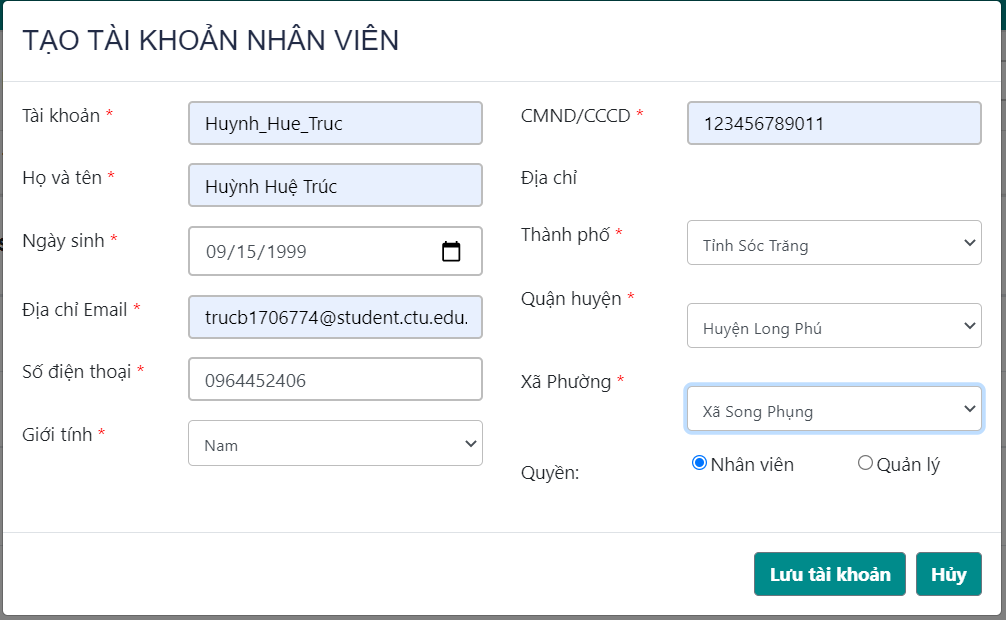 TẠO TÀI KHOẢN NHÂN VIÊN
Tài khoản * Huynh_Hue_Truc
Họ và tên * Huỳnh Huệ Trúc
Ngày sinh * 09/15/1999
Địa chỉ Email * trucb1706774@student.ctu.edu.
Số điện thoại * 0964452406
Giới tính * Nam
CMND/CCCD * 123456789011
Địa chỉ
Thành phố * Tỉnh Sóc Trăng
Quận huyện * Huyện Long Phú
Xã Phường * Xã Song Phụng
Quyền: Nhân viên Quản lý
Lưu tài khoản Hủy